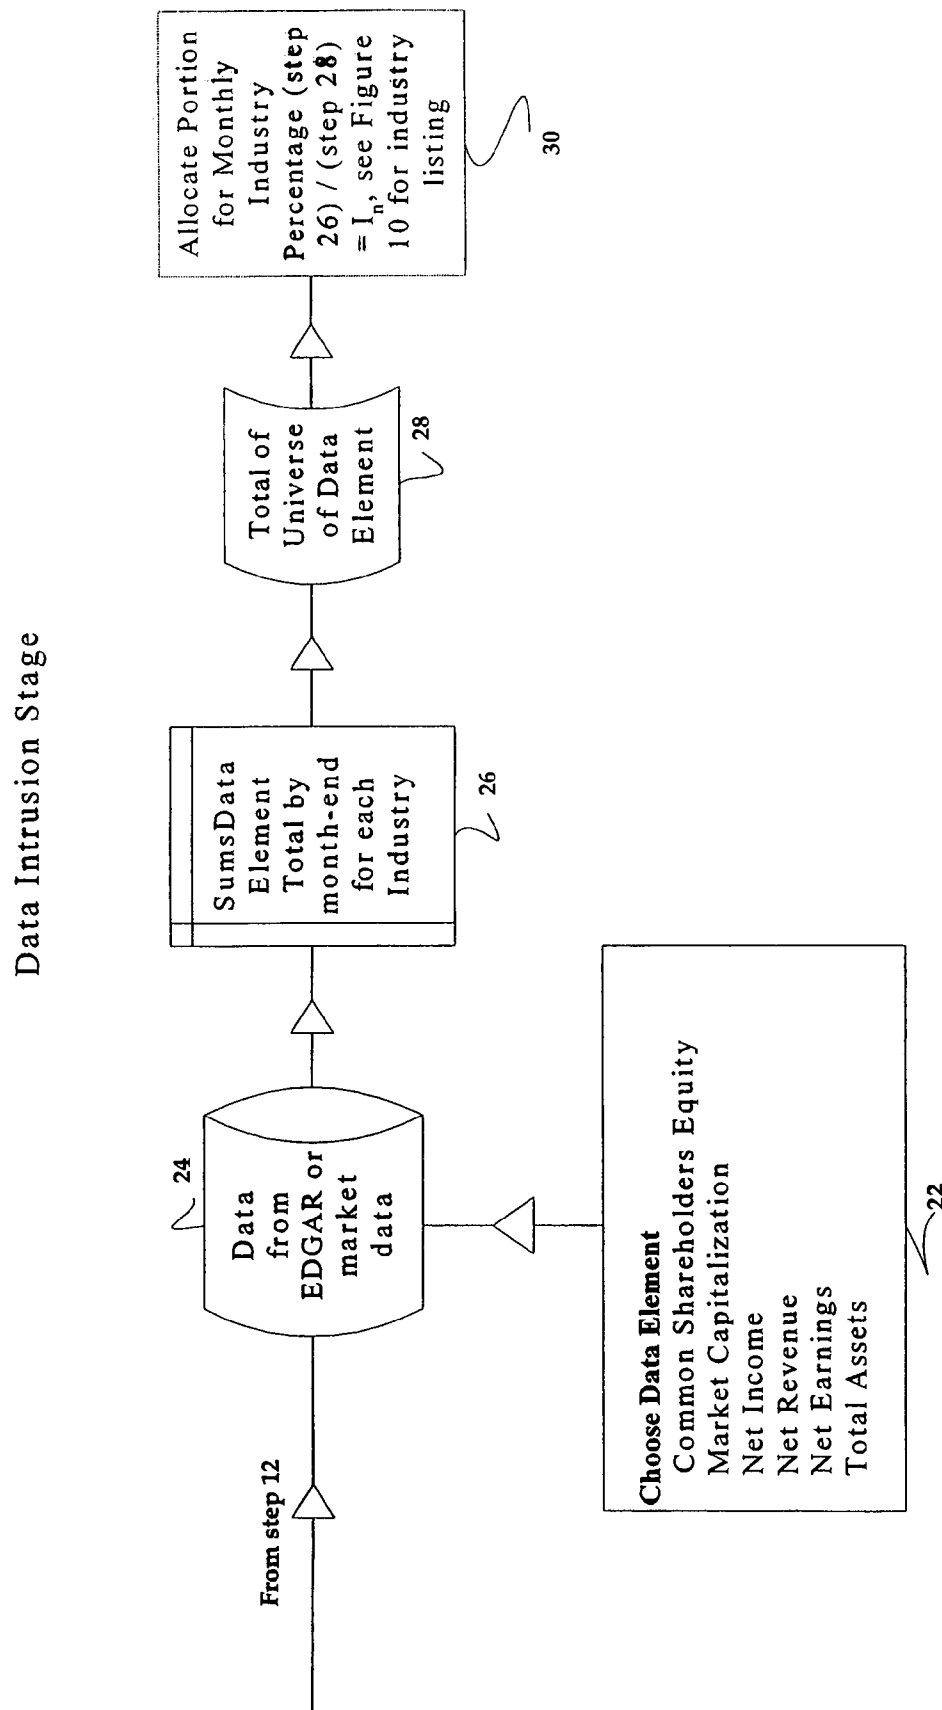 Data Intrusion Stage
From step 12
24
Data
from
EDGAR or
market
data
Choose Data Element
Common Shareholders Equity
Market Capitalization
Net Income
Net Revenue
Net Earnings
Total Assets
22
SumsData
Element
Total by
month-end
for each
Industry
26
Total of
Universe
of Data
Element
28
Allocate Portion
for Monthly
Industry
Percentage (step
26) / (step 28)
= Iₙ, see Figure
10 for industry
listing
30